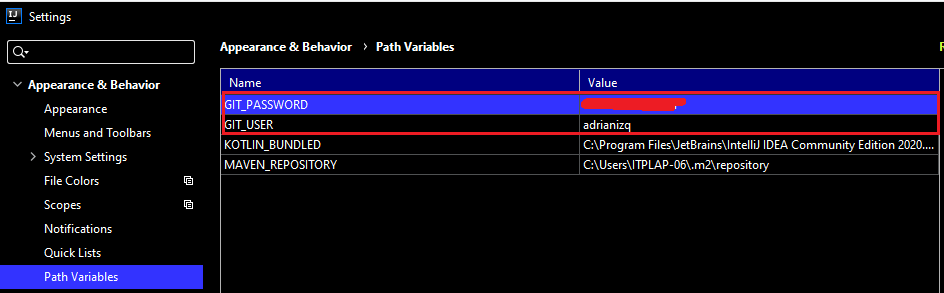 IJ Settings
Appearance & Behavior › Path Variables R
Name Value
Appearance & Behavior
GIT_PASSWORD
Appearance
GIT_USER adrianizq
Menus and Toolbars
KOTLIN_BUNDLED C:\Program Files\JetBrains\IntelliJ IDEA Community Edition 2020....
System Settings
MAVEN_REPOSITORY C:\Users\ITPLAP-06\.m2\repository
File Colors
Scopes
Notifications
Quick Lists
Path Variables